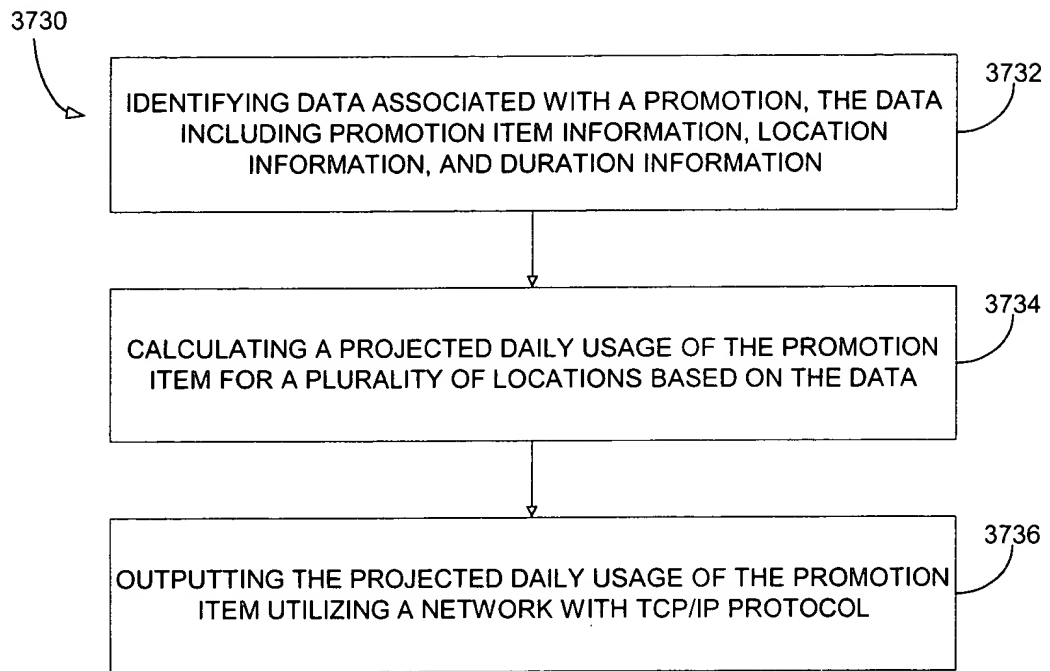 3730
3732
IDENTIFYING DATA ASSOCIATED WITH A PROMOTION, THE DATA
INCLUDING PROMOTION ITEM INFORMATION, LOCATION
INFORMATION, AND DURATION INFORMATION
3734
CALCULATING A PROJECTED DAILY USAGE OF THE PROMOTION
ITEM FOR A PLURALITY OF LOCATIONS BASED ON THE DATA
3736
OUTPUTTING THE PROJECTED DAILY USAGE OF THE PROMOTION
ITEM UTILIZING A NETWORK WITH TCP/IP PROTOCOL